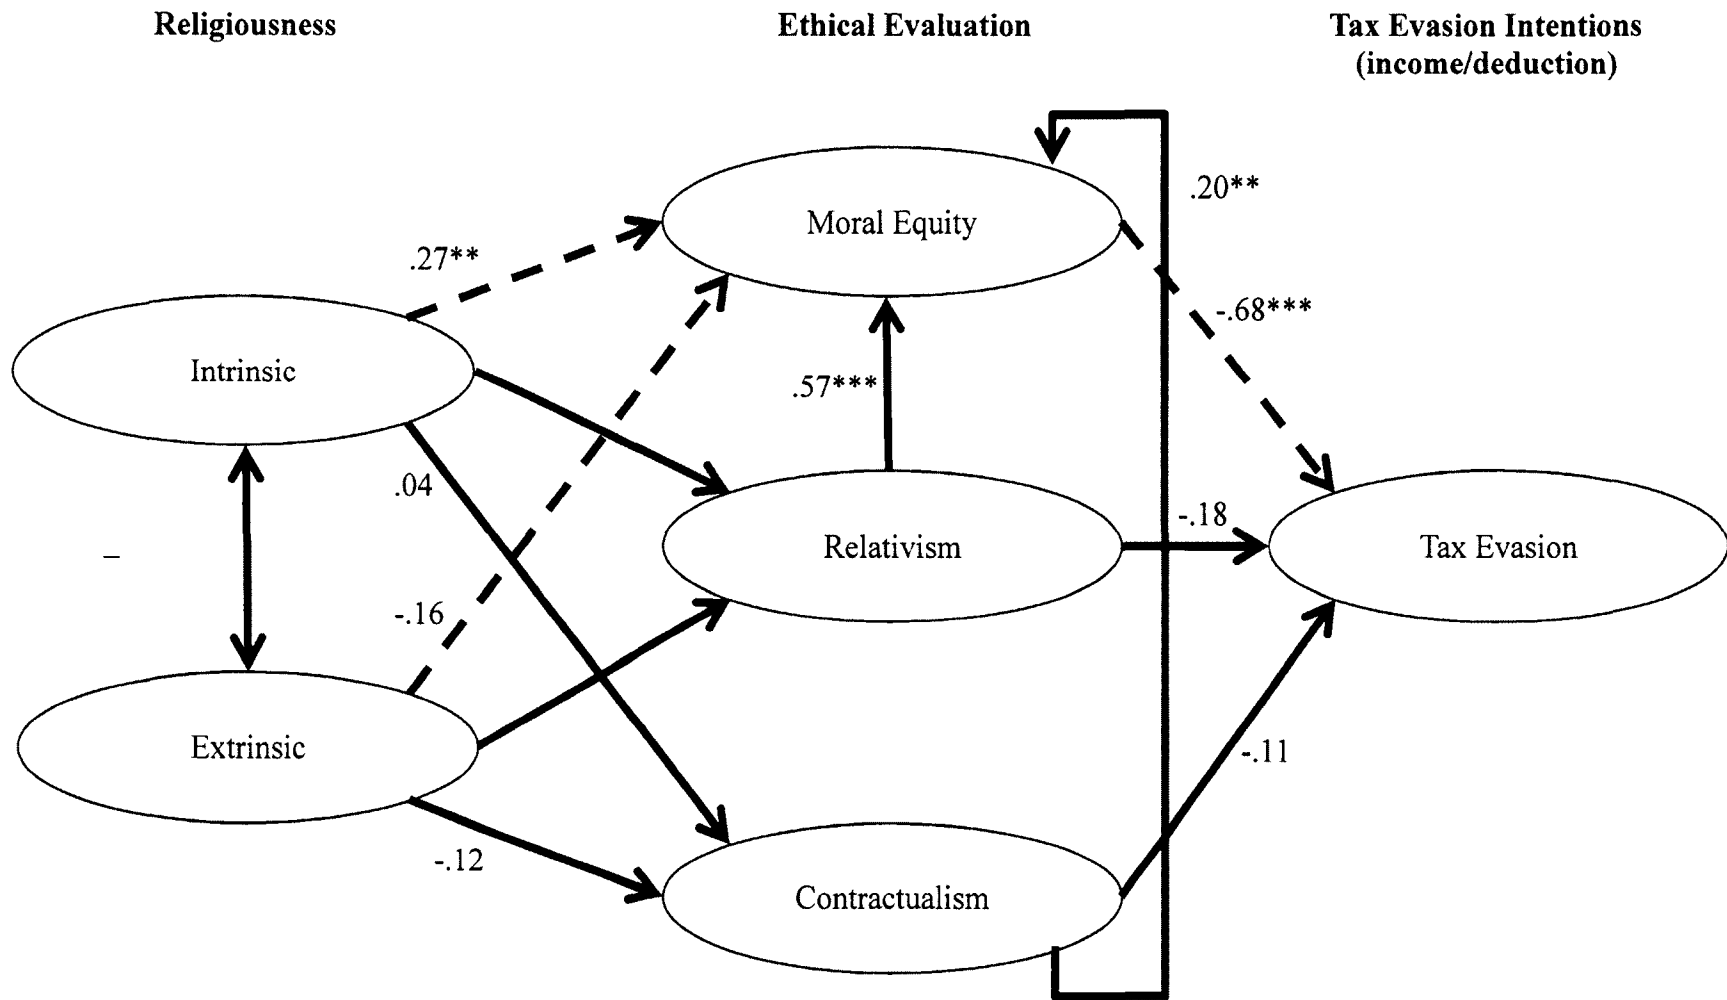 Religiousness
Ethical Evaluation
Tax Evasion Intentions
(income/deduction)
.20**
Moral Equity
.27**
-.68***
Intrinsic
.57***
.04
-.18
Relativism
Tax Evasion
–
-.16
Extrinsic
-.11
-.12
Contractualism